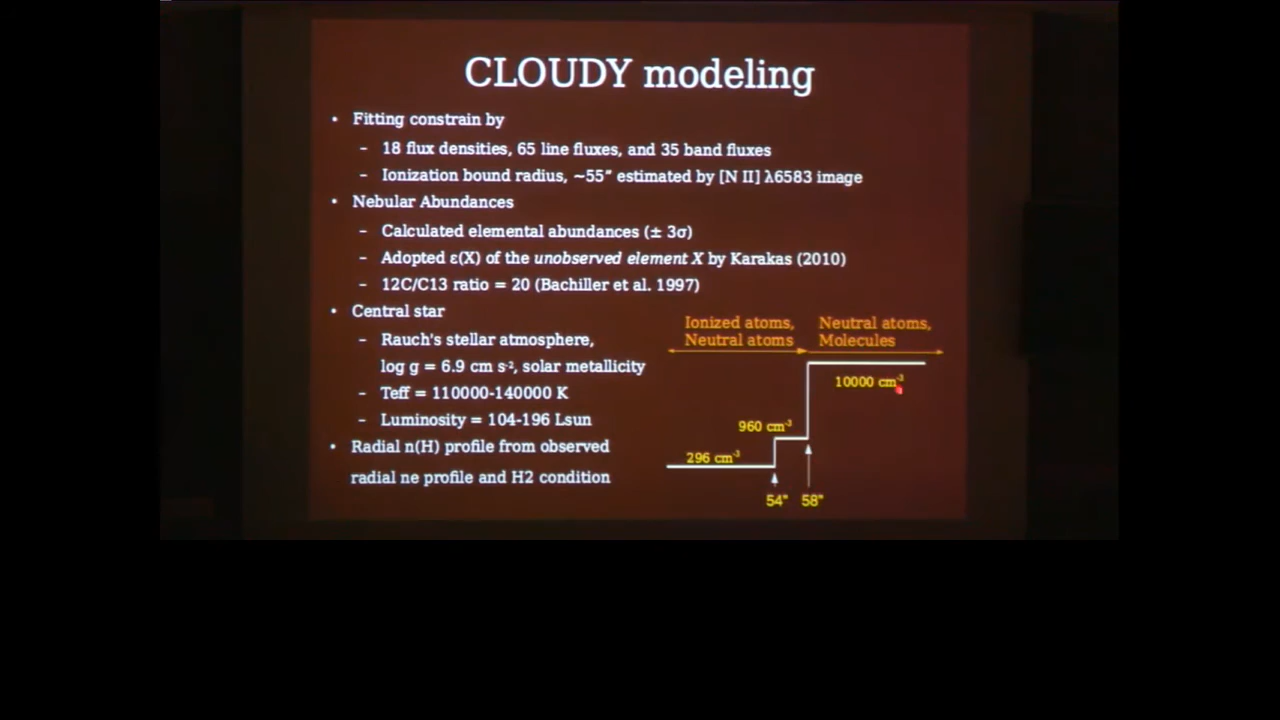 CLOUDY modeling
• Fitting constrain by
– 18 flux densities, 65 line fluxes, and 35 band fluxes
– Ionization bound radius, ~55″ estimated by [N II] λ6583 image
• Nebular Abundances
– Calculated elemental abundances (± 3σ)
– Adopted ε(X) of the unobserved element X by Karakas (2010)
– 12C/C13 ratio = 20 (Bachiller et al. 1997)
• Central star
– Rauch's stellar atmosphere,
log g = 6.9 cm s⁻², solar metallicity
– Teff = 110000-140000 K
– Luminosity = 104-196 Lsun
• Radial n(H) profile from observed
radial ne profile and H2 condition
Ionized atoms,
Neutral atoms
Neutral atoms,
Molecules
10000 cm⁻³
960 cm⁻³
296 cm⁻³
54" 58"